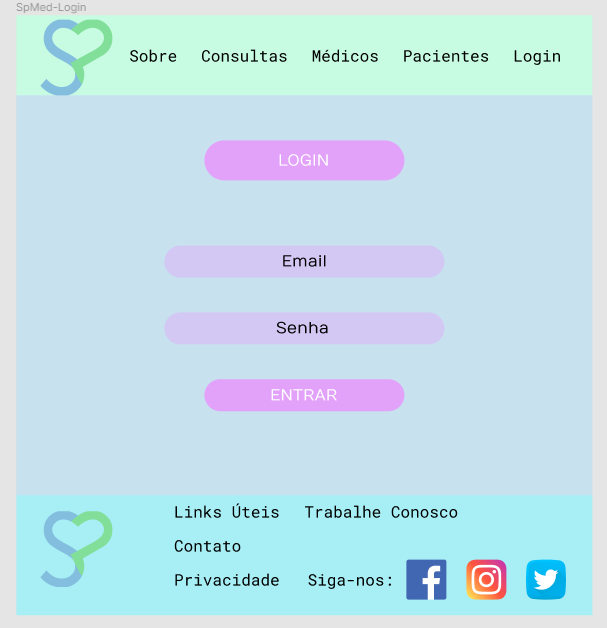 SpMed-Login
Sobre Consultas Médicos Pacientes Login
LOGIN
Email
Senha
ENTRAR
Links Úteis Trabalhe Conosco
Contato
Privacidade Siga-nos: